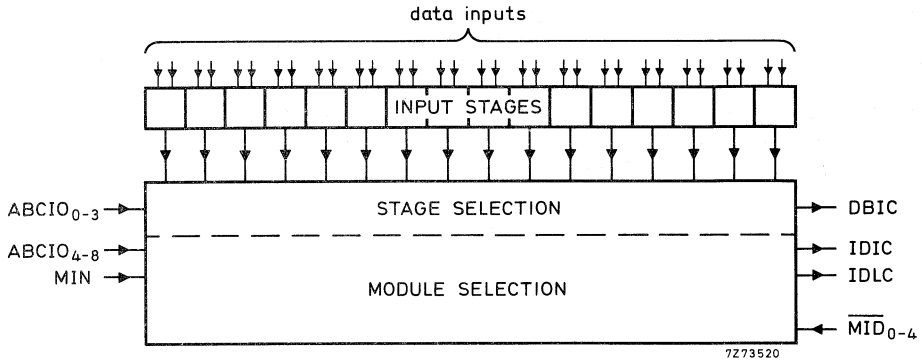 data inputs
INPUT STAGES
ABCIO0-3
STAGE SELECTION
DBIC
ABCIO4-8
IDIC
MIN
MODULE SELECTION
IDLC
MID0-4
7Z73520